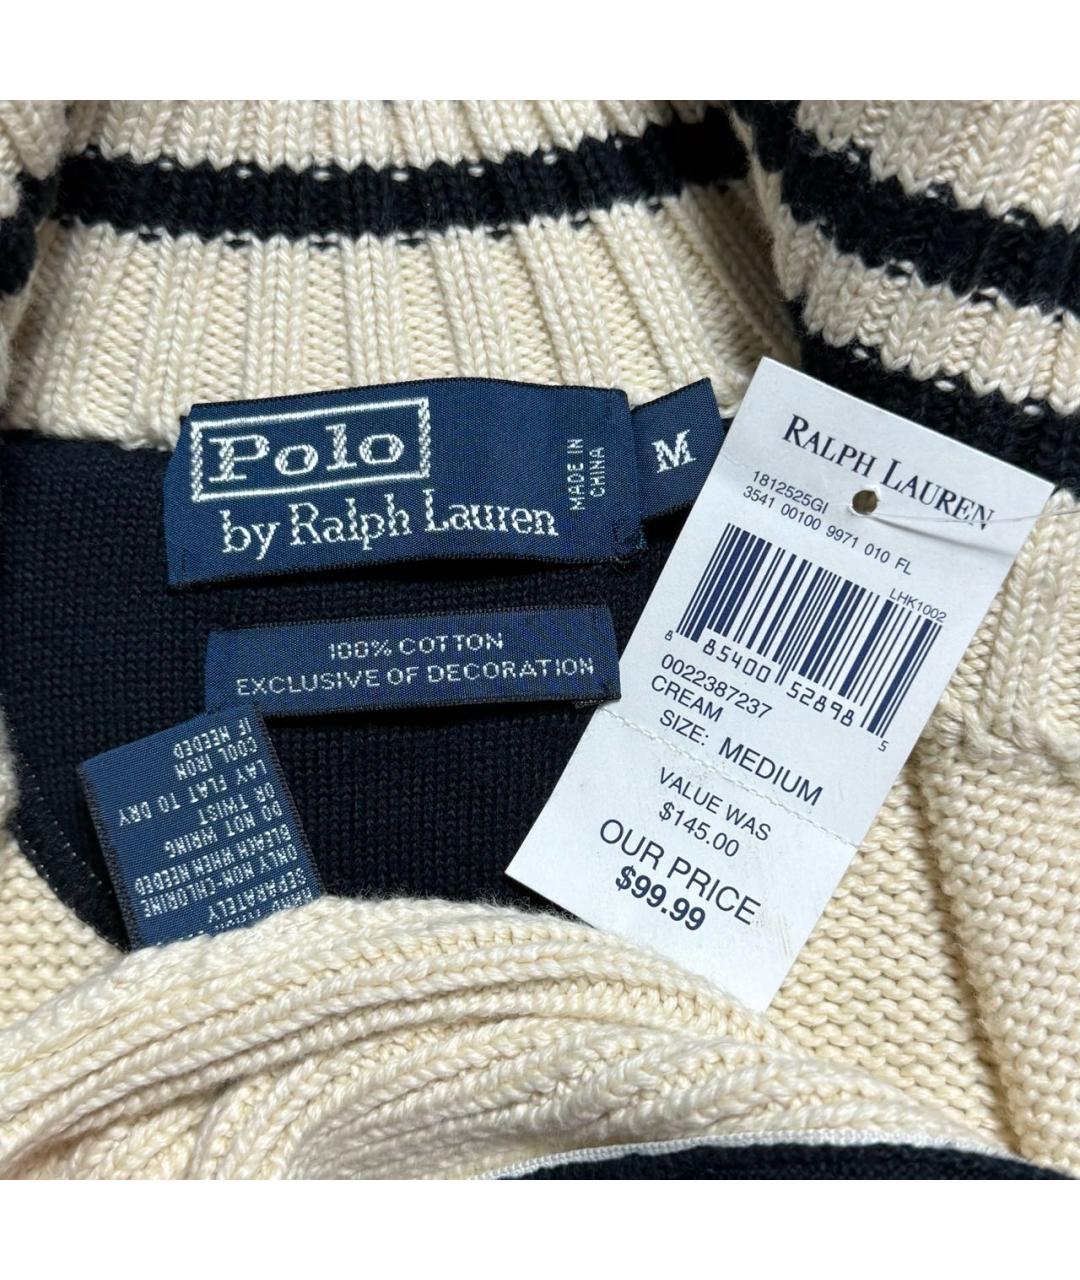 Polo
by Ralph Lauren
MADE IN
CHINA
M
100% COTTON
EXCLUSIVE OF DECORATION
SEPARATELY
ONLY NON-CHLORINE
BLEACH WHEN NEEDED
DO NOT WRING
OR TWIST
LAY FLAT TO DRY
COOL IRON
IF NEEDED
RALPH LAUREN
1812525GI
3541 00100 9971 010 FL
LHK1002
8 85400 52898 5
0022387237
CREAM
SIZE: MEDIUM
VALUE WAS
$145.00
OUR PRICE
$99.99